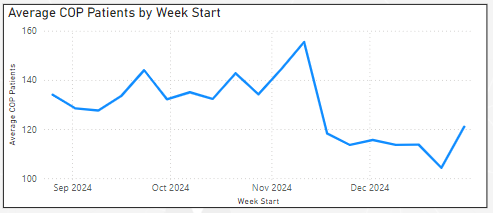 Average COP Patients by Week Start
160
140
120
100
Average COP Patients
Sep 2024
Oct 2024
Nov 2024
Dec 2024
Week Start